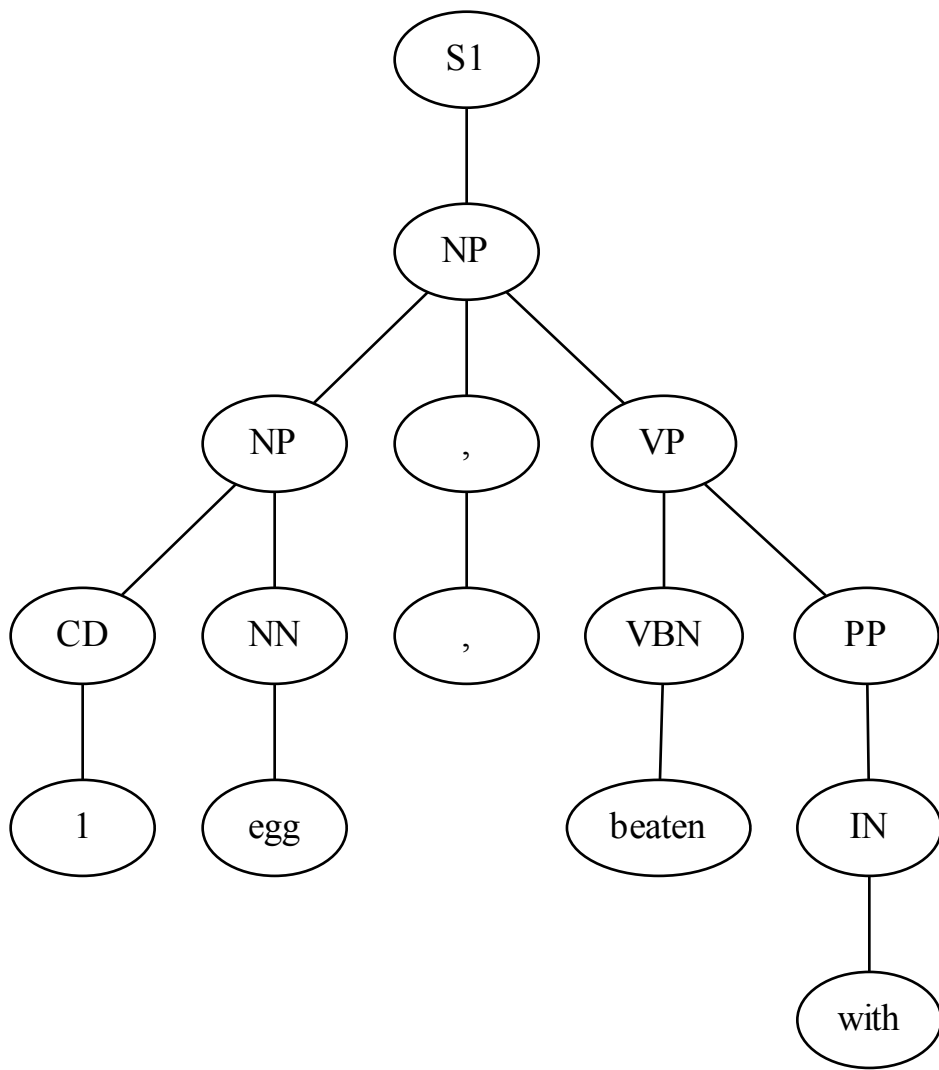 S1
NP
NP , VP
CD NN , VBN PP
1 egg beaten IN
with